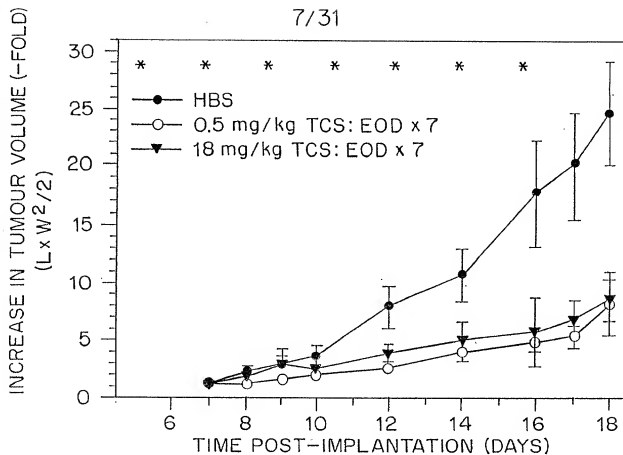 7/31
INCREASE IN TUMOUR VOLUME (-FOLD)
(L x W^2/2)
30
25
20
15
10
5
0
* * * * * * *
HBS
0.5 mg/kg TCS: EOD x 7
18 mg/kg TCS: EOD x 7
6 8 10 12 14 16 18
TIME POST-IMPLANTATION (DAYS)